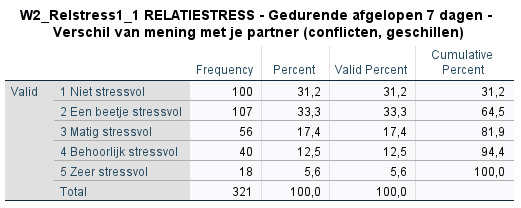 W2_Relstress1_1 RELATIESTRESS - Gedurende afgelopen 7 dagen -
Verschil van mening met je partner (conflicten, geschillen)
Frequency Percent Valid Percent Cumulative Percent
Valid 1 Niet stressvol 100 31,2 31,2 31,2
2 Een beetje stressvol 107 33,3 33,3 64,5
3 Matig stressvol 56 17,4 17,4 81,9
4 Behoorlijk stressvol 40 12,5 12,5 94,4
5 Zeer stressvol 18 5,6 5,6 100,0
Total 321 100,0 100,0